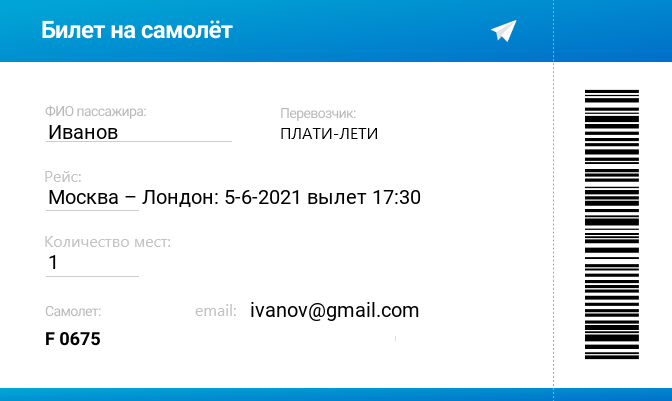 Билет на самолёт
ФИО пассажира:
Иванов
Перевозчик:
ПЛАТИ-ЛЕТИ
Рейс:
Москва – Лондон: 5-6-2021 вылет 17:30
Количество мест:
1
Самолет:
F 0675
email: ivanov@gmail.com